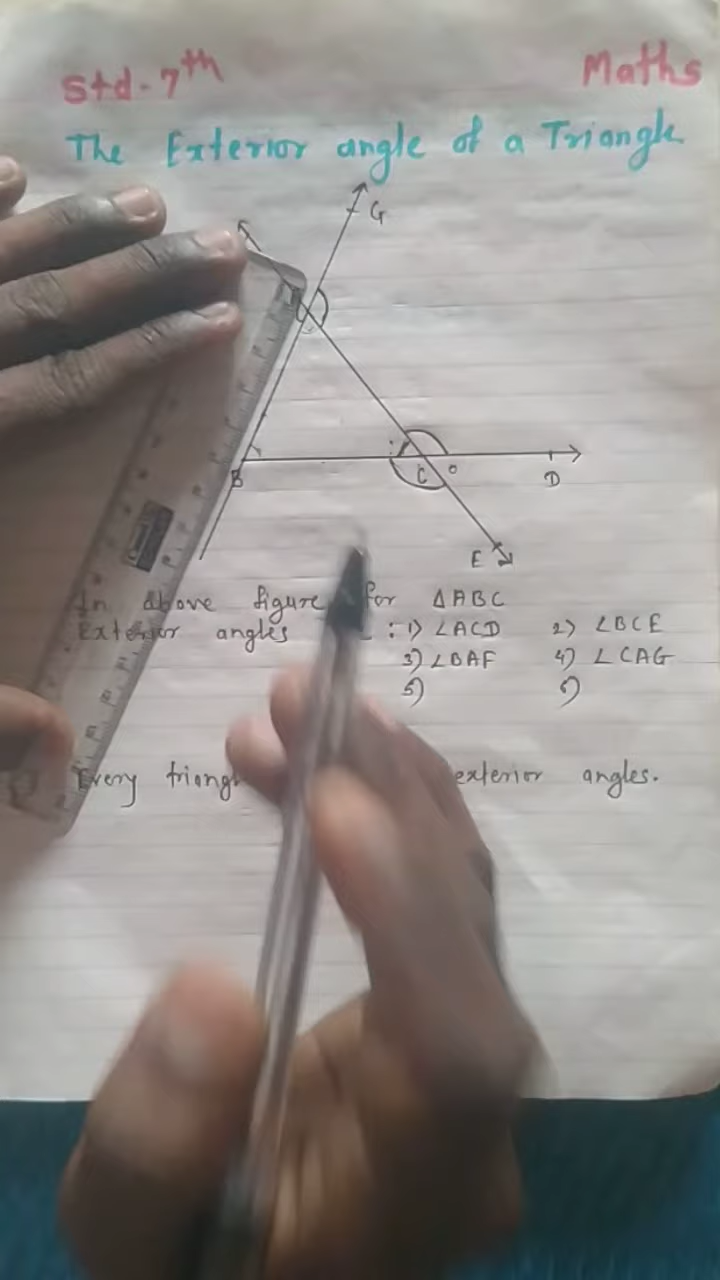 Std - 7th Maths
The Exterior angle of a Triangle
G
B C D
E
In above figure for ΔABC
Exterior angles : 1) ∠ACD 2) ∠BCE
3) ∠BAF 4) ∠CAG
5) 6)
Every exterior angles.